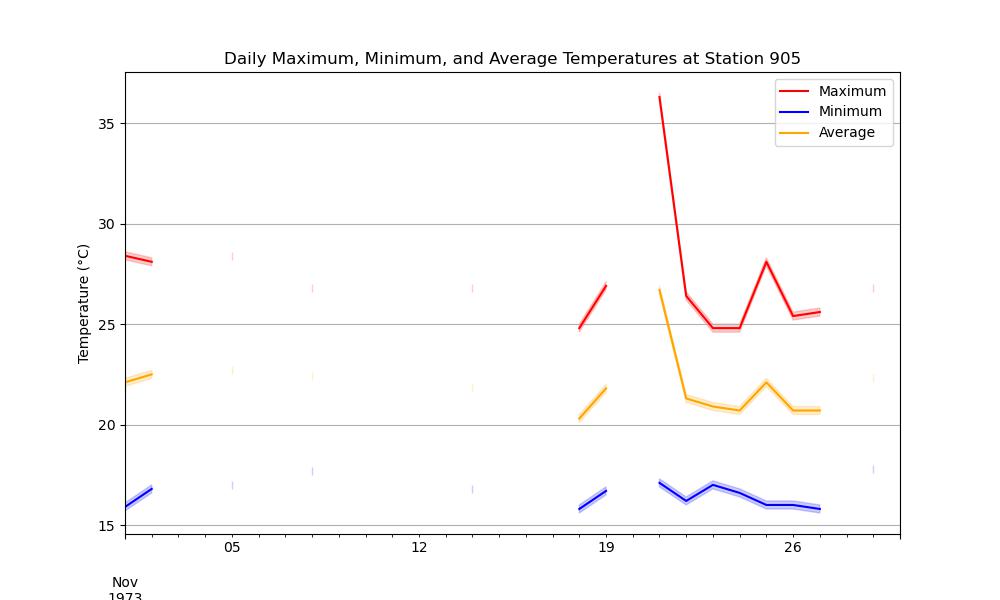 Daily Maximum, Minimum, and Average Temperatures at Station 905
Maximum
Minimum
Average
35
30
25
20
15
Temperature (°C)
05
12
19
26
Nov
1973